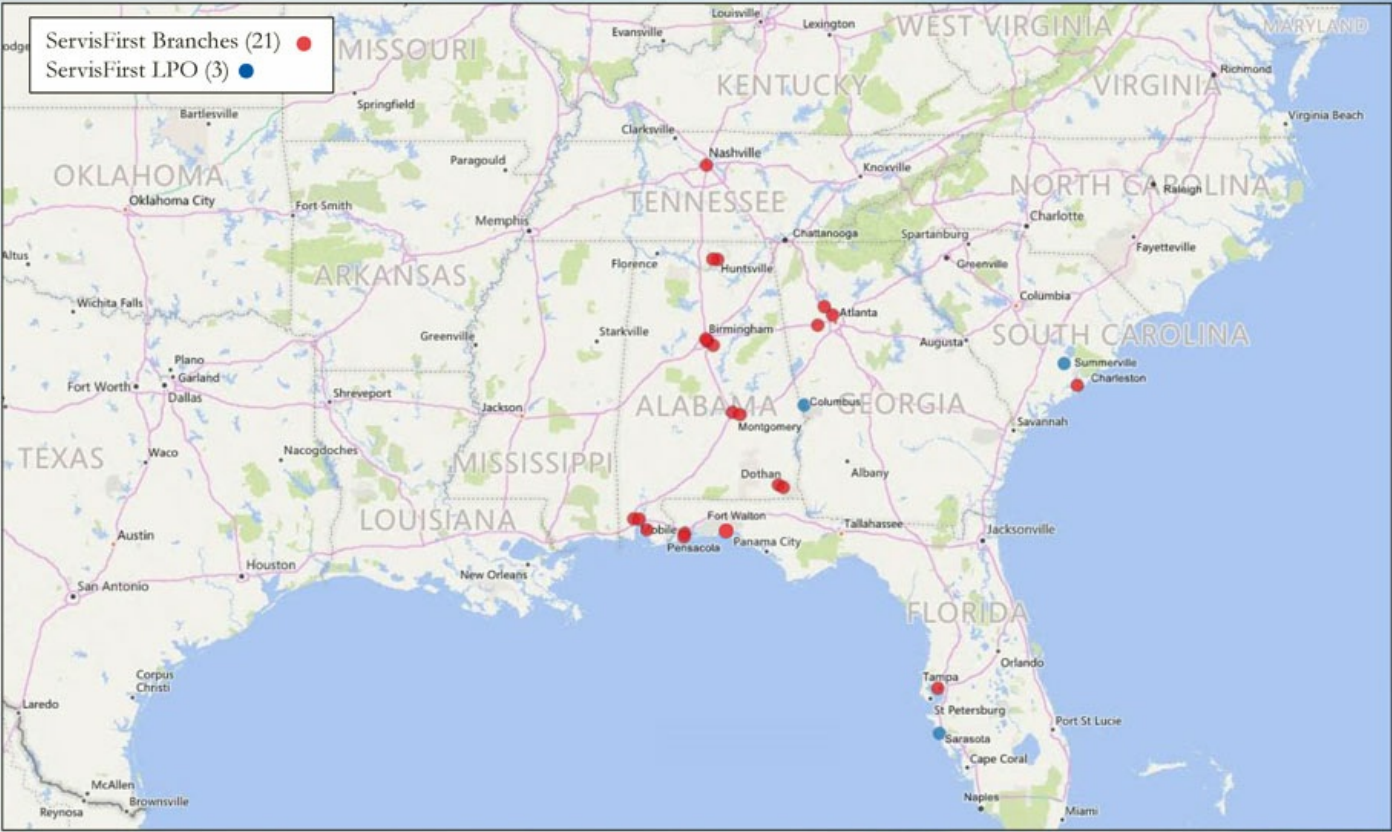 ServisFirst Branches (21)
ServisFirst LPO (3)
Louisville
Lexington
WEST VIRGINIA
MARYLAND
Evansville
MISSOURI
KENTUCKY
VIRGINIA
Richmond
Springfield
Bartlesville
Virginia Beach
Clarksville
Nashville
Paragould
Knoxville
OKLAHOMA
NORTH CAROLINA
Raleigh
Oklahoma City
Fort Smith
TENNESSEE
Memphis
Charlotte
Chattanooga
Spartanburg
Fayetteville
Altus
Florence
Huntsville
Greenville
ARKANSAS
Wichita Falls
Columbia
Atlanta
Starkville
Birmingham
Greenville
Augusta
SOUTH CAROLINA
Plano
Garland
Fort Worth
Dallas
Summerville
Charleston
Shreveport
Jackson
ALABAMA
Columbus
GEORGIA
Montgomery
Savannah
TEXAS
Waco
Nacogdoches
MISSISSIPPI
Dothan
Albany
LOUISIANA
Fort Walton
Tallahassee
Jacksonville
Austin
obile
Pensacola
Panama City
Houston
New Orleans
San Antonio
FLORIDA
Orlando
Corpus
Christi
Tampa
Laredo
St Petersburg
Port St Lucie
Sarasota
Cape Coral
McAllen
Brownsville
Naples
Reynosa
Miami